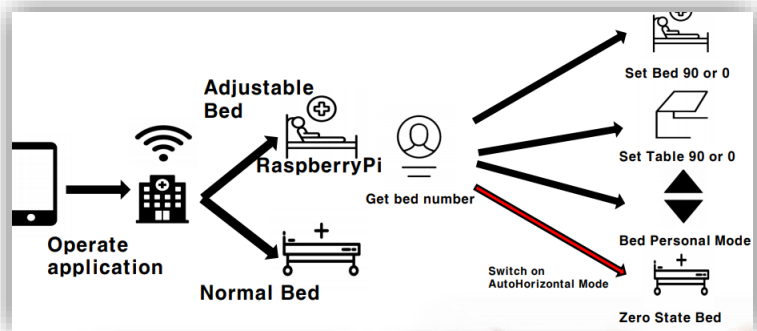 Operate
application
Adjustable
Bed
RaspberryPi
Normal Bed
Get bed number
Set Bed 90 or 0
Set Table 90 or 0
Bed Personal Mode
Switch on
AutoHorizontal Mode
Zero State Bed